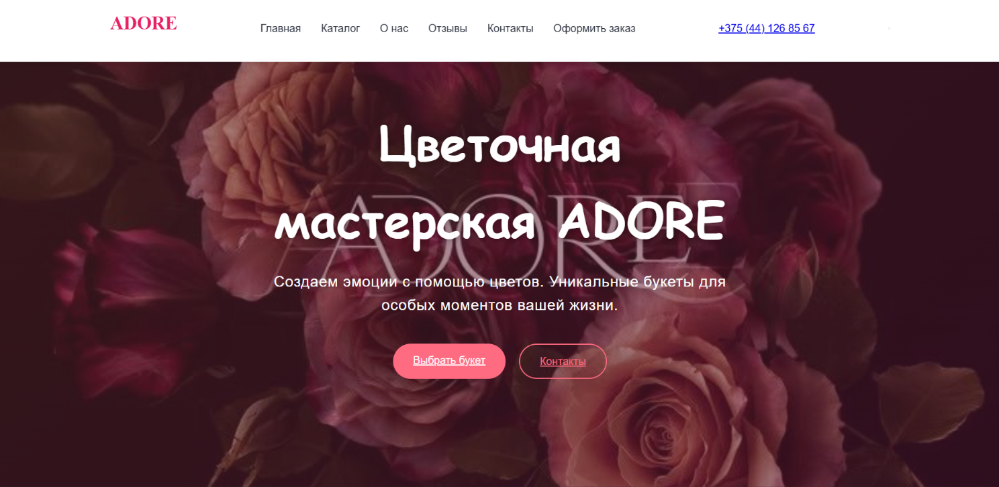 ADORE
Главная Каталог О нас Отзывы Контакты Оформить заказ
+375 (44) 126 85 67
Цветочная
мастерская ADORE
ADORE
Создаем эмоции с помощью цветов. Уникальные букеты для
особых моментов вашей жизни.
Выбрать букет
Контакты